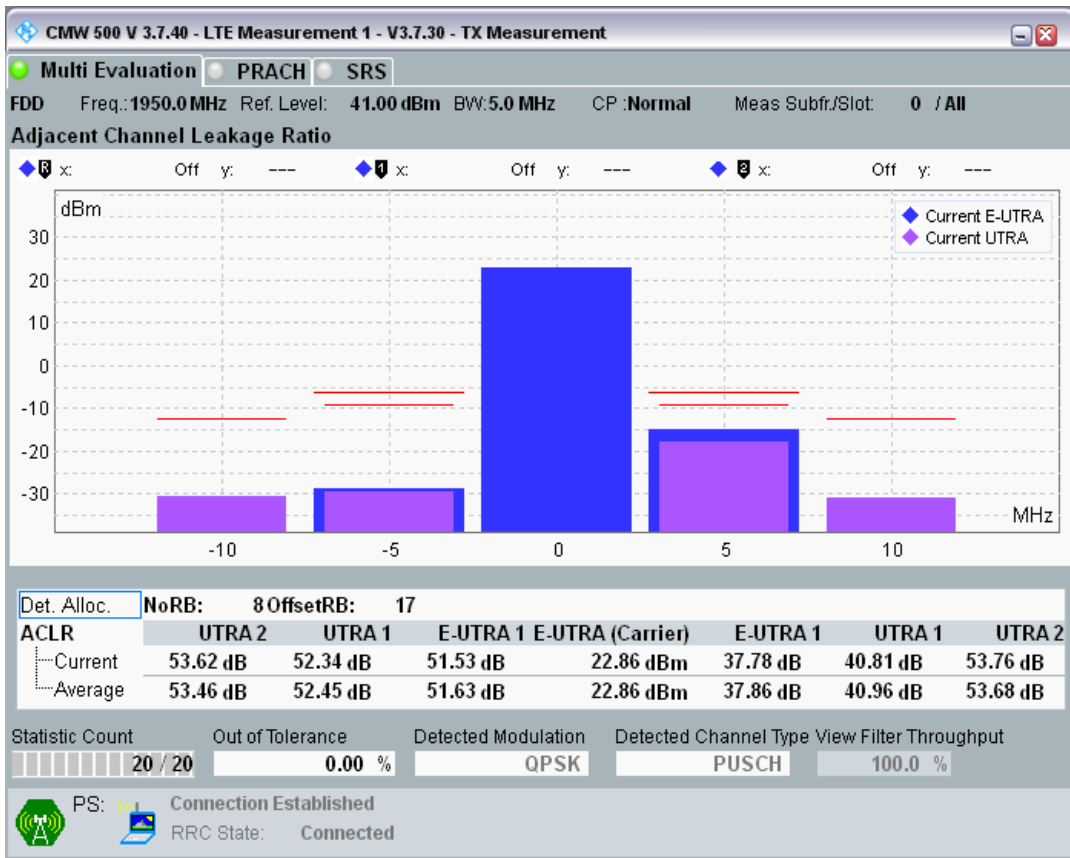 CMW 500 V 3.7.40 - LTE Measurement 1 - V3.7.30 - TX Measurement
Multi Evaluation PRACH SRS
FDD Freq.: 1950.0 MHz Ref. Level: 41.00 dBm BW: 5.0 MHz CP : Normal Meas Subfr./Slot: 0 / All
Adjacent Channel Leakage Ratio
R x: Off y: --- 1 x: Off y: --- 2 x: Off y: ---
dBm
Current E-UTRA
Current UTRA
30
20
10
0
-10
-20
-30
MHz
-10 -5 0 5 10
Det. Alloc. NoRB: 8 OffsetRB: 17
ACLR UTRA 2 UTRA 1 E-UTRA 1 E-UTRA (Carrier) E-UTRA 1 UTRA 1 UTRA 2
Current 53.62 dB 52.34 dB 51.53 dB 22.86 dBm 37.78 dB 40.81 dB 53.76 dB
Average 53.46 dB 52.45 dB 51.63 dB 22.86 dBm 37.86 dB 40.96 dB 53.68 dB
Statistic Count Out of Tolerance Detected Modulation Detected Channel Type View Filter Throughput
20 / 20 0.00 % QPSK PUSCH 100.0 %
PS: Connection Established
RRC State: Connected